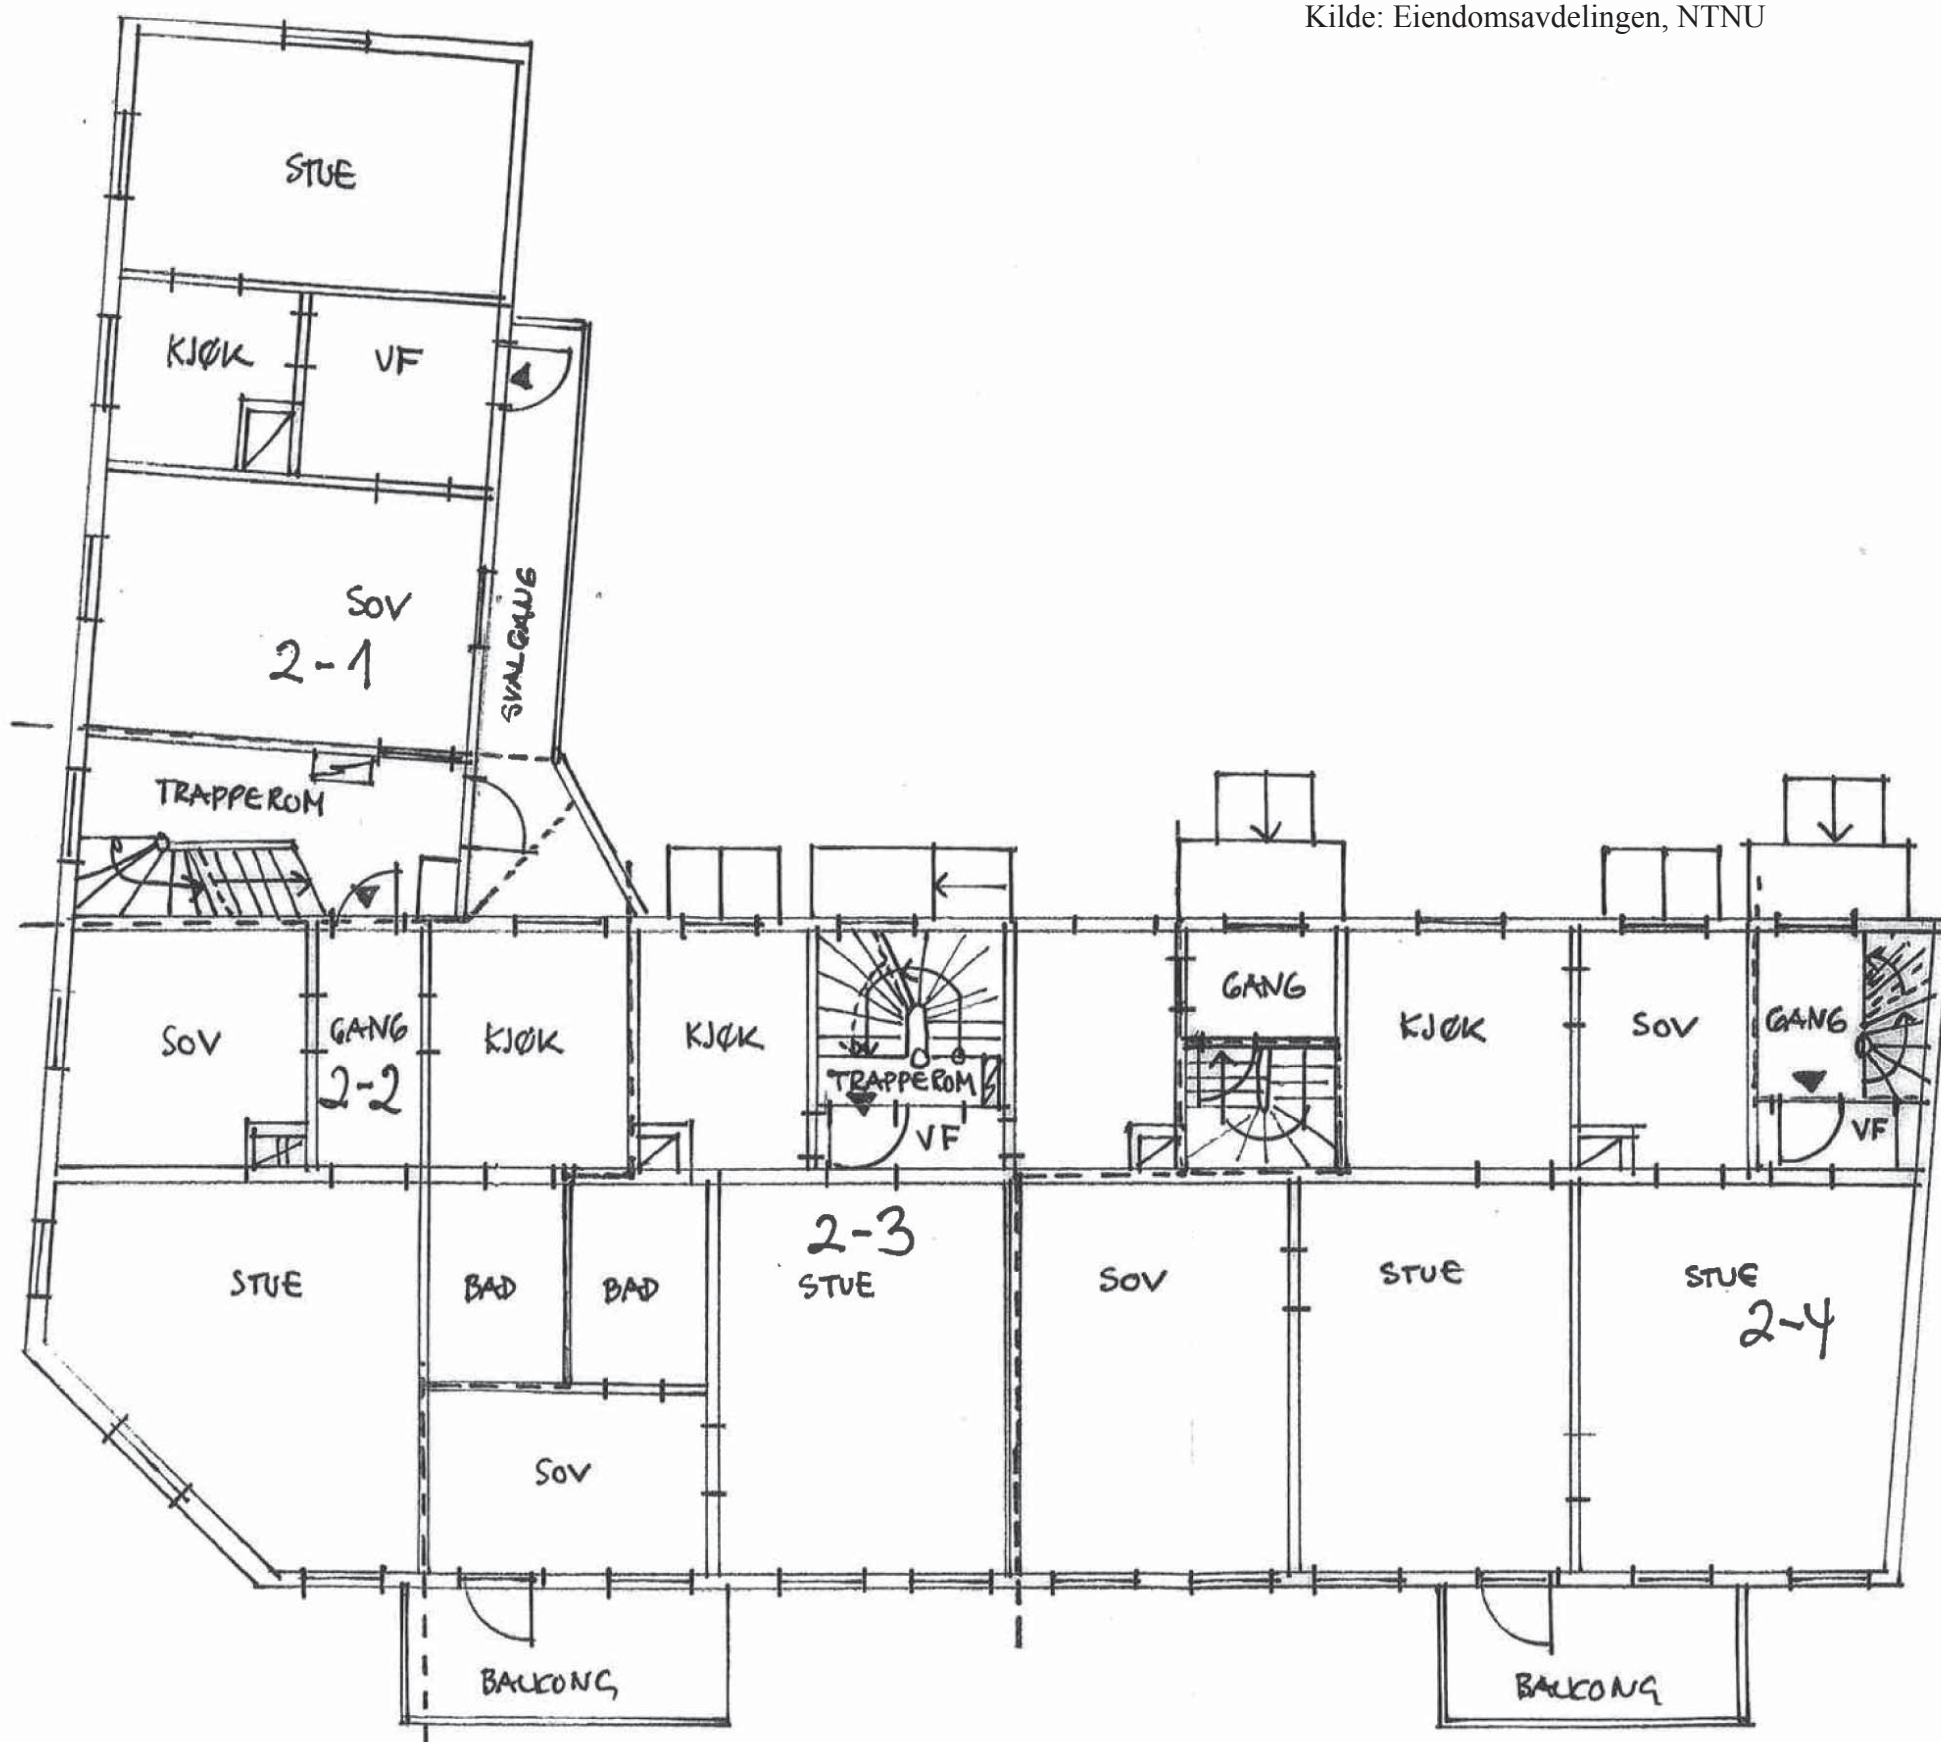 Kilde: Eiendomsavdelingen, NTNU
STUE
KJØK
VF
SOV
2-1
SVALGANG
TRAPPEROM
SOV
GANG
2-2
KJØK
KJØK
TRAPPEROM
VF
GANG
KJØK
SOV
GANG
VF
STUE
BAD
BAD
2-3
STUE
SOV
STUE
STUE
2-4
SOV
BALKONG
BALKONG